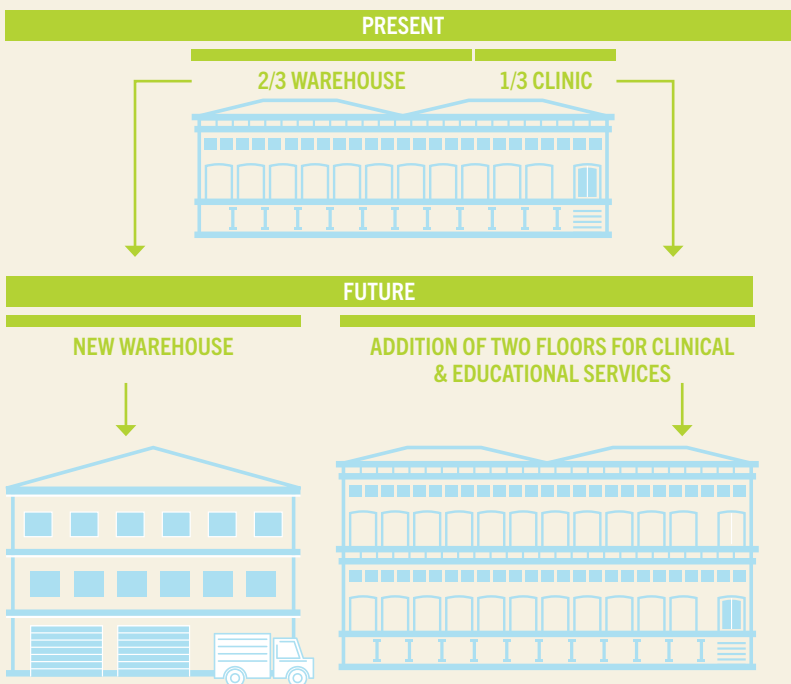 PRESENT
2/3 WAREHOUSE
1/3 CLINIC
FUTURE
NEW WAREHOUSE
ADDITION OF TWO FLOORS FOR CLINICAL
& EDUCATIONAL SERVICES